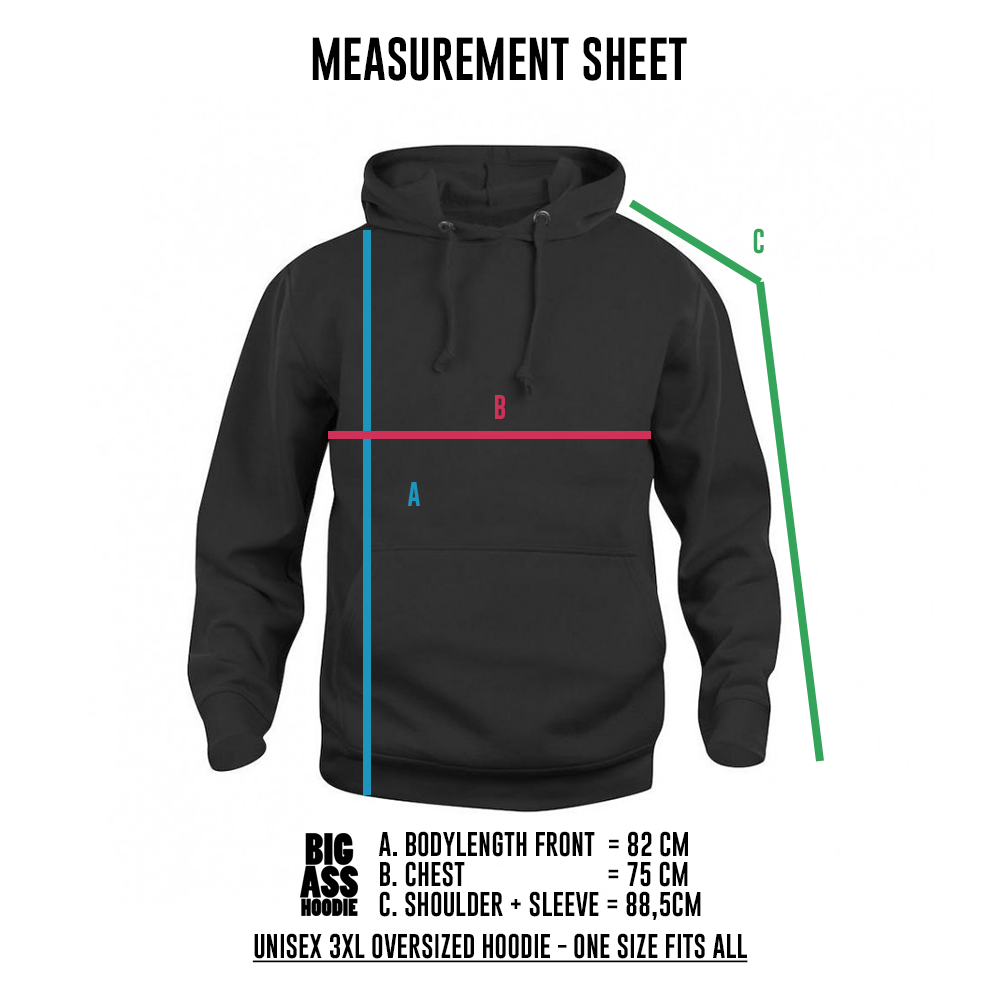 MEASUREMENT SHEET
C
B
A
BIG
ASS
HOODIE
A. BODYLENGTH FRONT = 82 CM
B. CHEST = 75 CM
C. SHOULDER + SLEEVE = 88,5CM
UNISEX 3XL OVERSIZED HOODIE - ONE SIZE FITS ALL